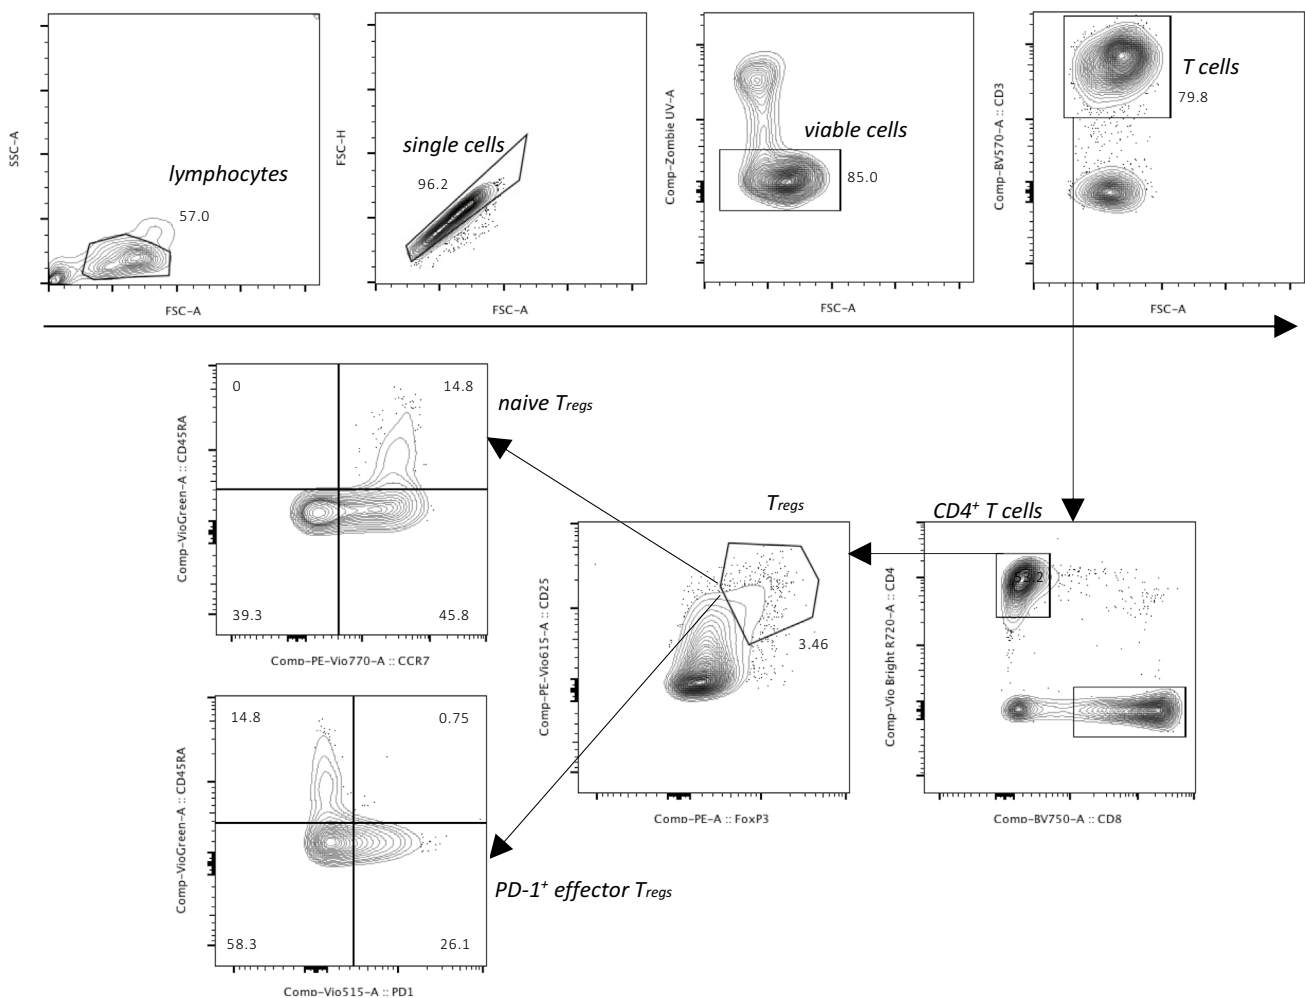 SSC-A
lymphocytes
57.0
FSC-A
FSC-H
single cells
96.2
FSC-A
Comp-Zombie UV-A
viable cells
85.0
FSC-A
Comp-BV570-A :: CD3
T cells
79.8
FSC-A
Comp-VioGreen-A :: CD45RA
0
14.8
39.3
45.8
Comp-PE-Vio770-A :: CCR7
naive Tregs
Comp-PE-Vio615-A :: CD25
Tregs
3.46
Comp-PE-A :: FoxP3
CD4+ T cells
Comp-Vio Bright R720-A :: CD4
53.2
Comp-BV750-A :: CD8
Comp-VioGreen-A :: CD45RA
14.8
0.75
58.3
26.1
Comp-Vio515-A :: PD1
PD-1+ effector Tregs